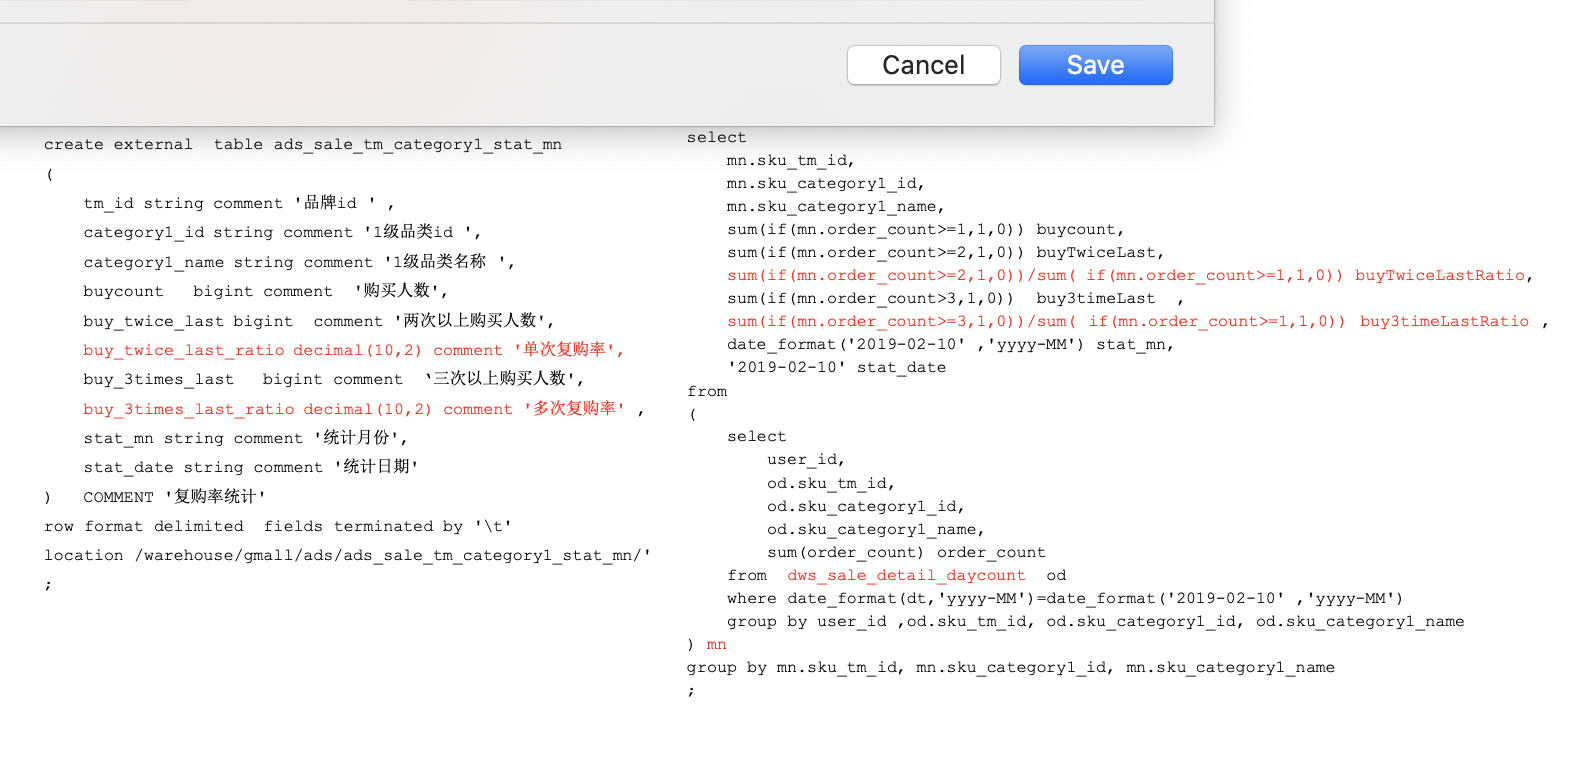 Cancel
Save
create external  table ads_sale_tm_category1_stat_mn
(
    tm_id string comment '品牌id ' ,
    category1_id string comment '1级品类id ',
    category1_name string comment '1级品类名称 ',
    buycount   bigint comment  '购买人数',
    buy_twice_last bigint  comment '两次以上购买人数',
    buy_twice_last_ratio decimal(10,2) comment '单次复购率',
    buy_3times_last   bigint comment  '三次以上购买人数',
    buy_3times_last_ratio decimal(10,2) comment '多次复购率' ,
    stat_mn string comment '统计月份',
    stat_date string comment '统计日期'
)   COMMENT '复购率统计'
row format delimited  fields terminated by '\t'
location /warehouse/gmall/ads/ads_sale_tm_category1_stat_mn/'
;
select
    mn.sku_tm_id,
    mn.sku_category1_id,
    mn.sku_category1_name,
    sum(if(mn.order_count>=1,1,0)) buycount,
    sum(if(mn.order_count>=2,1,0)) buyTwiceLast,
    sum(if(mn.order_count>=2,1,0))/sum( if(mn.order_count>=1,1,0)) buyTwiceLastRatio,
    sum(if(mn.order_count>3,1,0))  buy3timeLast  ,
    sum(if(mn.order_count>=3,1,0))/sum( if(mn.order_count>=1,1,0)) buy3timeLastRatio ,
    date_format('2019-02-10' ,'yyyy-MM') stat_mn,
    '2019-02-10' stat_date
from
(
    select
        user_id,
        od.sku_tm_id,
        od.sku_category1_id,
        od.sku_category1_name,
        sum(order_count) order_count
    from  dws_sale_detail_daycount  od
    where date_format(dt,'yyyy-MM')=date_format('2019-02-10' ,'yyyy-MM')
    group by user_id ,od.sku_tm_id, od.sku_category1_id, od.sku_category1_name
) mn
group by mn.sku_tm_id, mn.sku_category1_id, mn.sku_category1_name
;